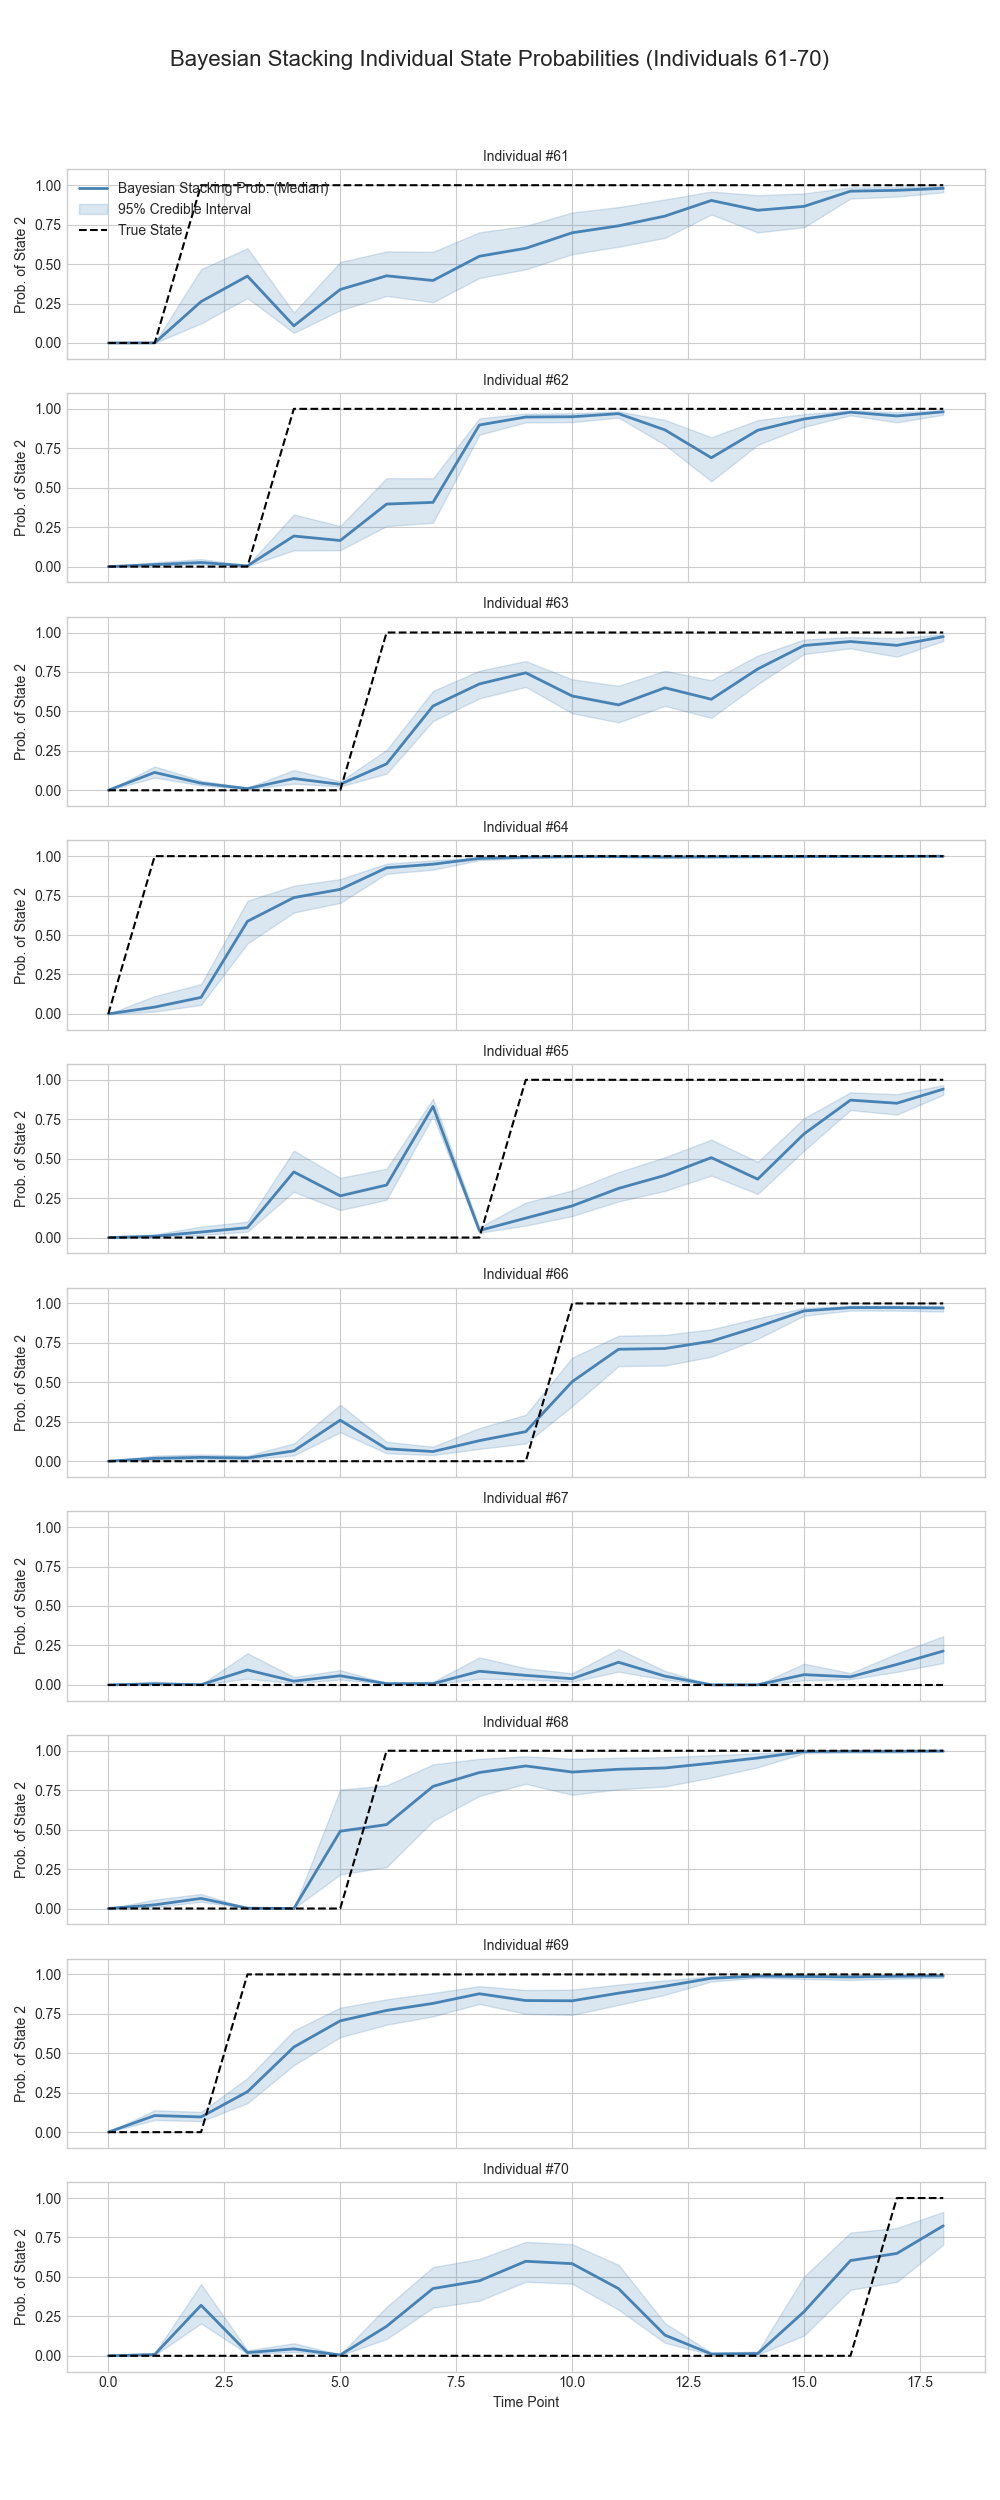 Bayesian Stacking Individual State Probabilities (Individuals 61-70)
Individual #61
1.00
0.75
0.50
0.25
0.00
Prob. of State 2
Bayesian Stacking Prob. (Median)
95% Credible Interval
True State
Individual #62
1.00
0.75
0.50
0.25
0.00
Prob. of State 2
Individual #63
1.00
0.75
0.50
0.25
0.00
Prob. of State 2
Individual #64
1.00
0.75
0.50
0.25
0.00
Prob. of State 2
Individual #65
1.00
0.75
0.50
0.25
0.00
Prob. of State 2
Individual #66
1.00
0.75
0.50
0.25
0.00
Prob. of State 2
Individual #67
1.00
0.75
0.50
0.25
0.00
Prob. of State 2
Individual #68
1.00
0.75
0.50
0.25
0.00
Prob. of State 2
Individual #69
1.00
0.75
0.50
0.25
0.00
Prob. of State 2
Individual #70
1.00
0.75
0.50
0.25
0.00
Prob. of State 2
0.0 2.5 5.0 7.5 10.0 12.5 15.0 17.5
Time Point